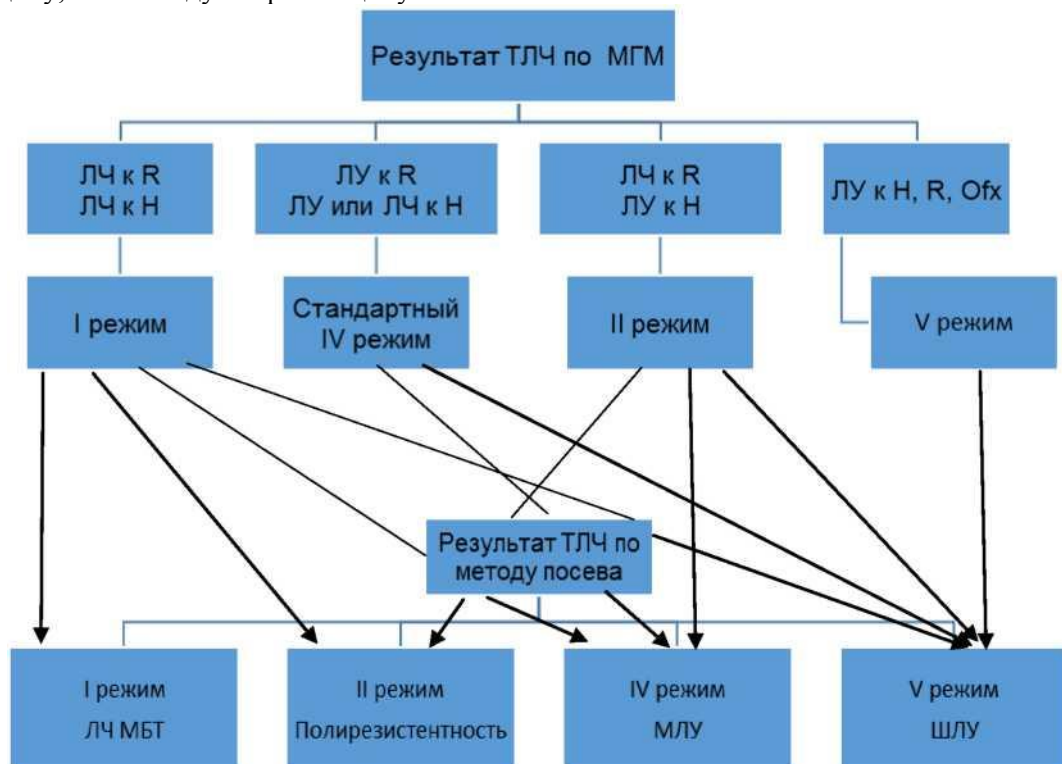 Результат ТЛЧ по МГМ
ЛЧ к R
ЛЧ к Н
ЛУ к R
ЛУ или ЛЧ к Н
ЛЧ к R
ЛУ к Н
ЛУ к Н, R, Ofx
I режим
Стандартный
IV режим
II режим
V режим
Результат ТЛЧ по
методу посева
I режим
ЛЧ МБТ
II режим
Полирезистентность
IV режим
МЛУ
V режим
ШЛУ